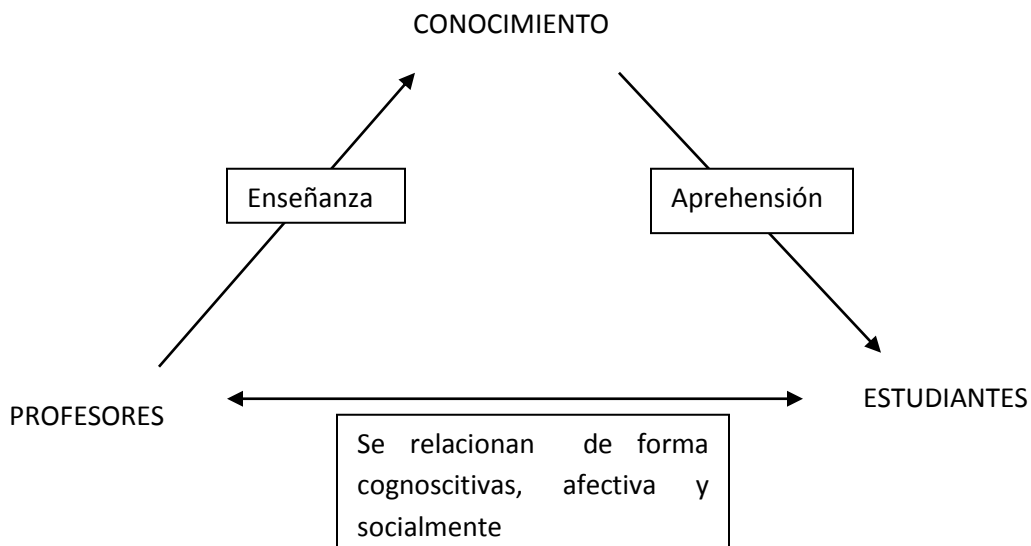 CONOCIMIENTO
Enseñanza
Aprehensión
PROFESORES
ESTUDIANTES
Se relacionan de forma
cognoscitivas, afectiva y
socialmente